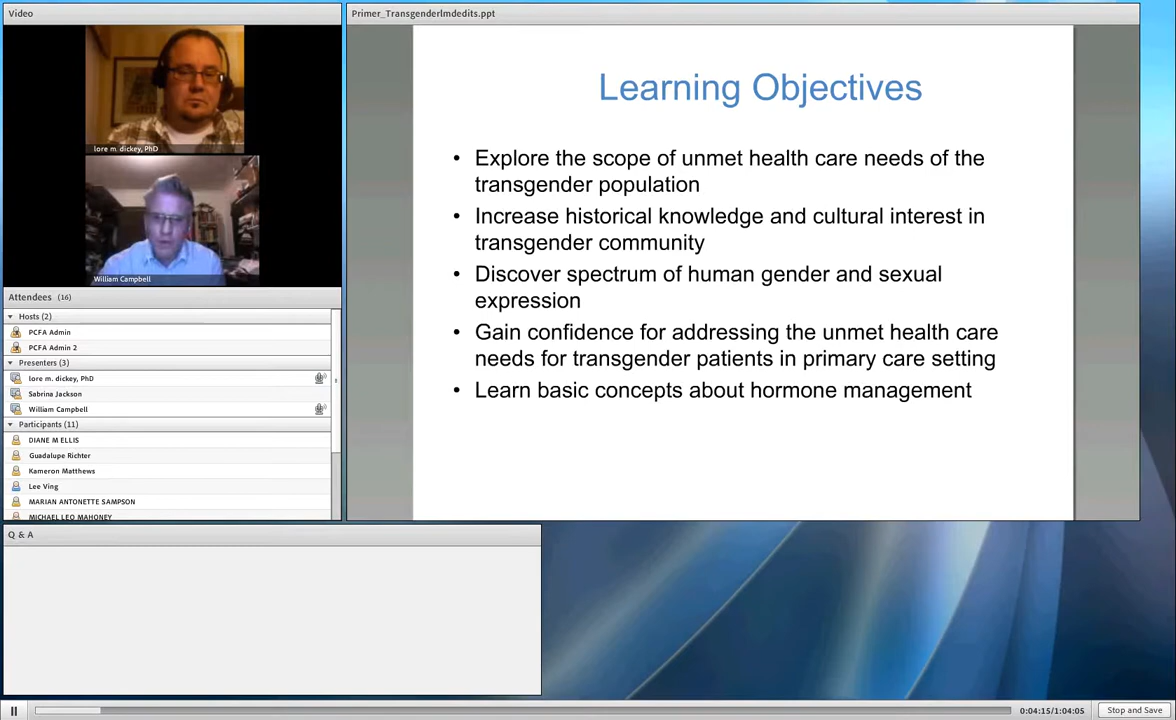 Video
lore m. dickey, PhD
William Campbell
Attendees (16)
Hosts (2)
PCFA Admin
PCFA Admin 2
Presenters (3)
lore m. dickey, PhD
Sabrina Jackson
William Campbell
Participants (11)
DIANE M ELLIS
Guadalupe Richter
Kameron Matthews
Lee Ving
MARIAN ANTONETTE SAMPSON
MICHAEL LEO MAHONEY
Primer_Transgenderlmdedits.ppt
Learning Objectives
• Explore the scope of unmet health care needs of the
transgender population
• Increase historical knowledge and cultural interest in
transgender community
• Discover spectrum of human gender and sexual
expression
• Gain confidence for addressing the unmet health care
needs for transgender patients in primary care setting
• Learn basic concepts about hormone management
Q & A
0:04:15/1:04:05
Stop and Save